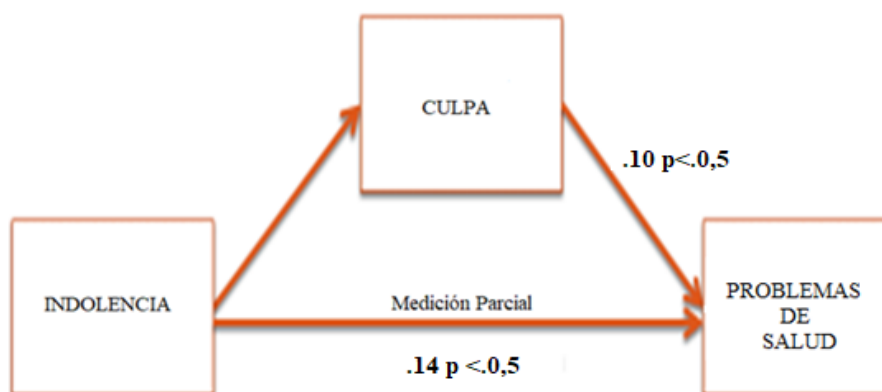 CULPA
.10 p<.0,5
INDOLENCIA
Medición Parcial
.14 p <.0,5
PROBLEMAS
DE
SALUD